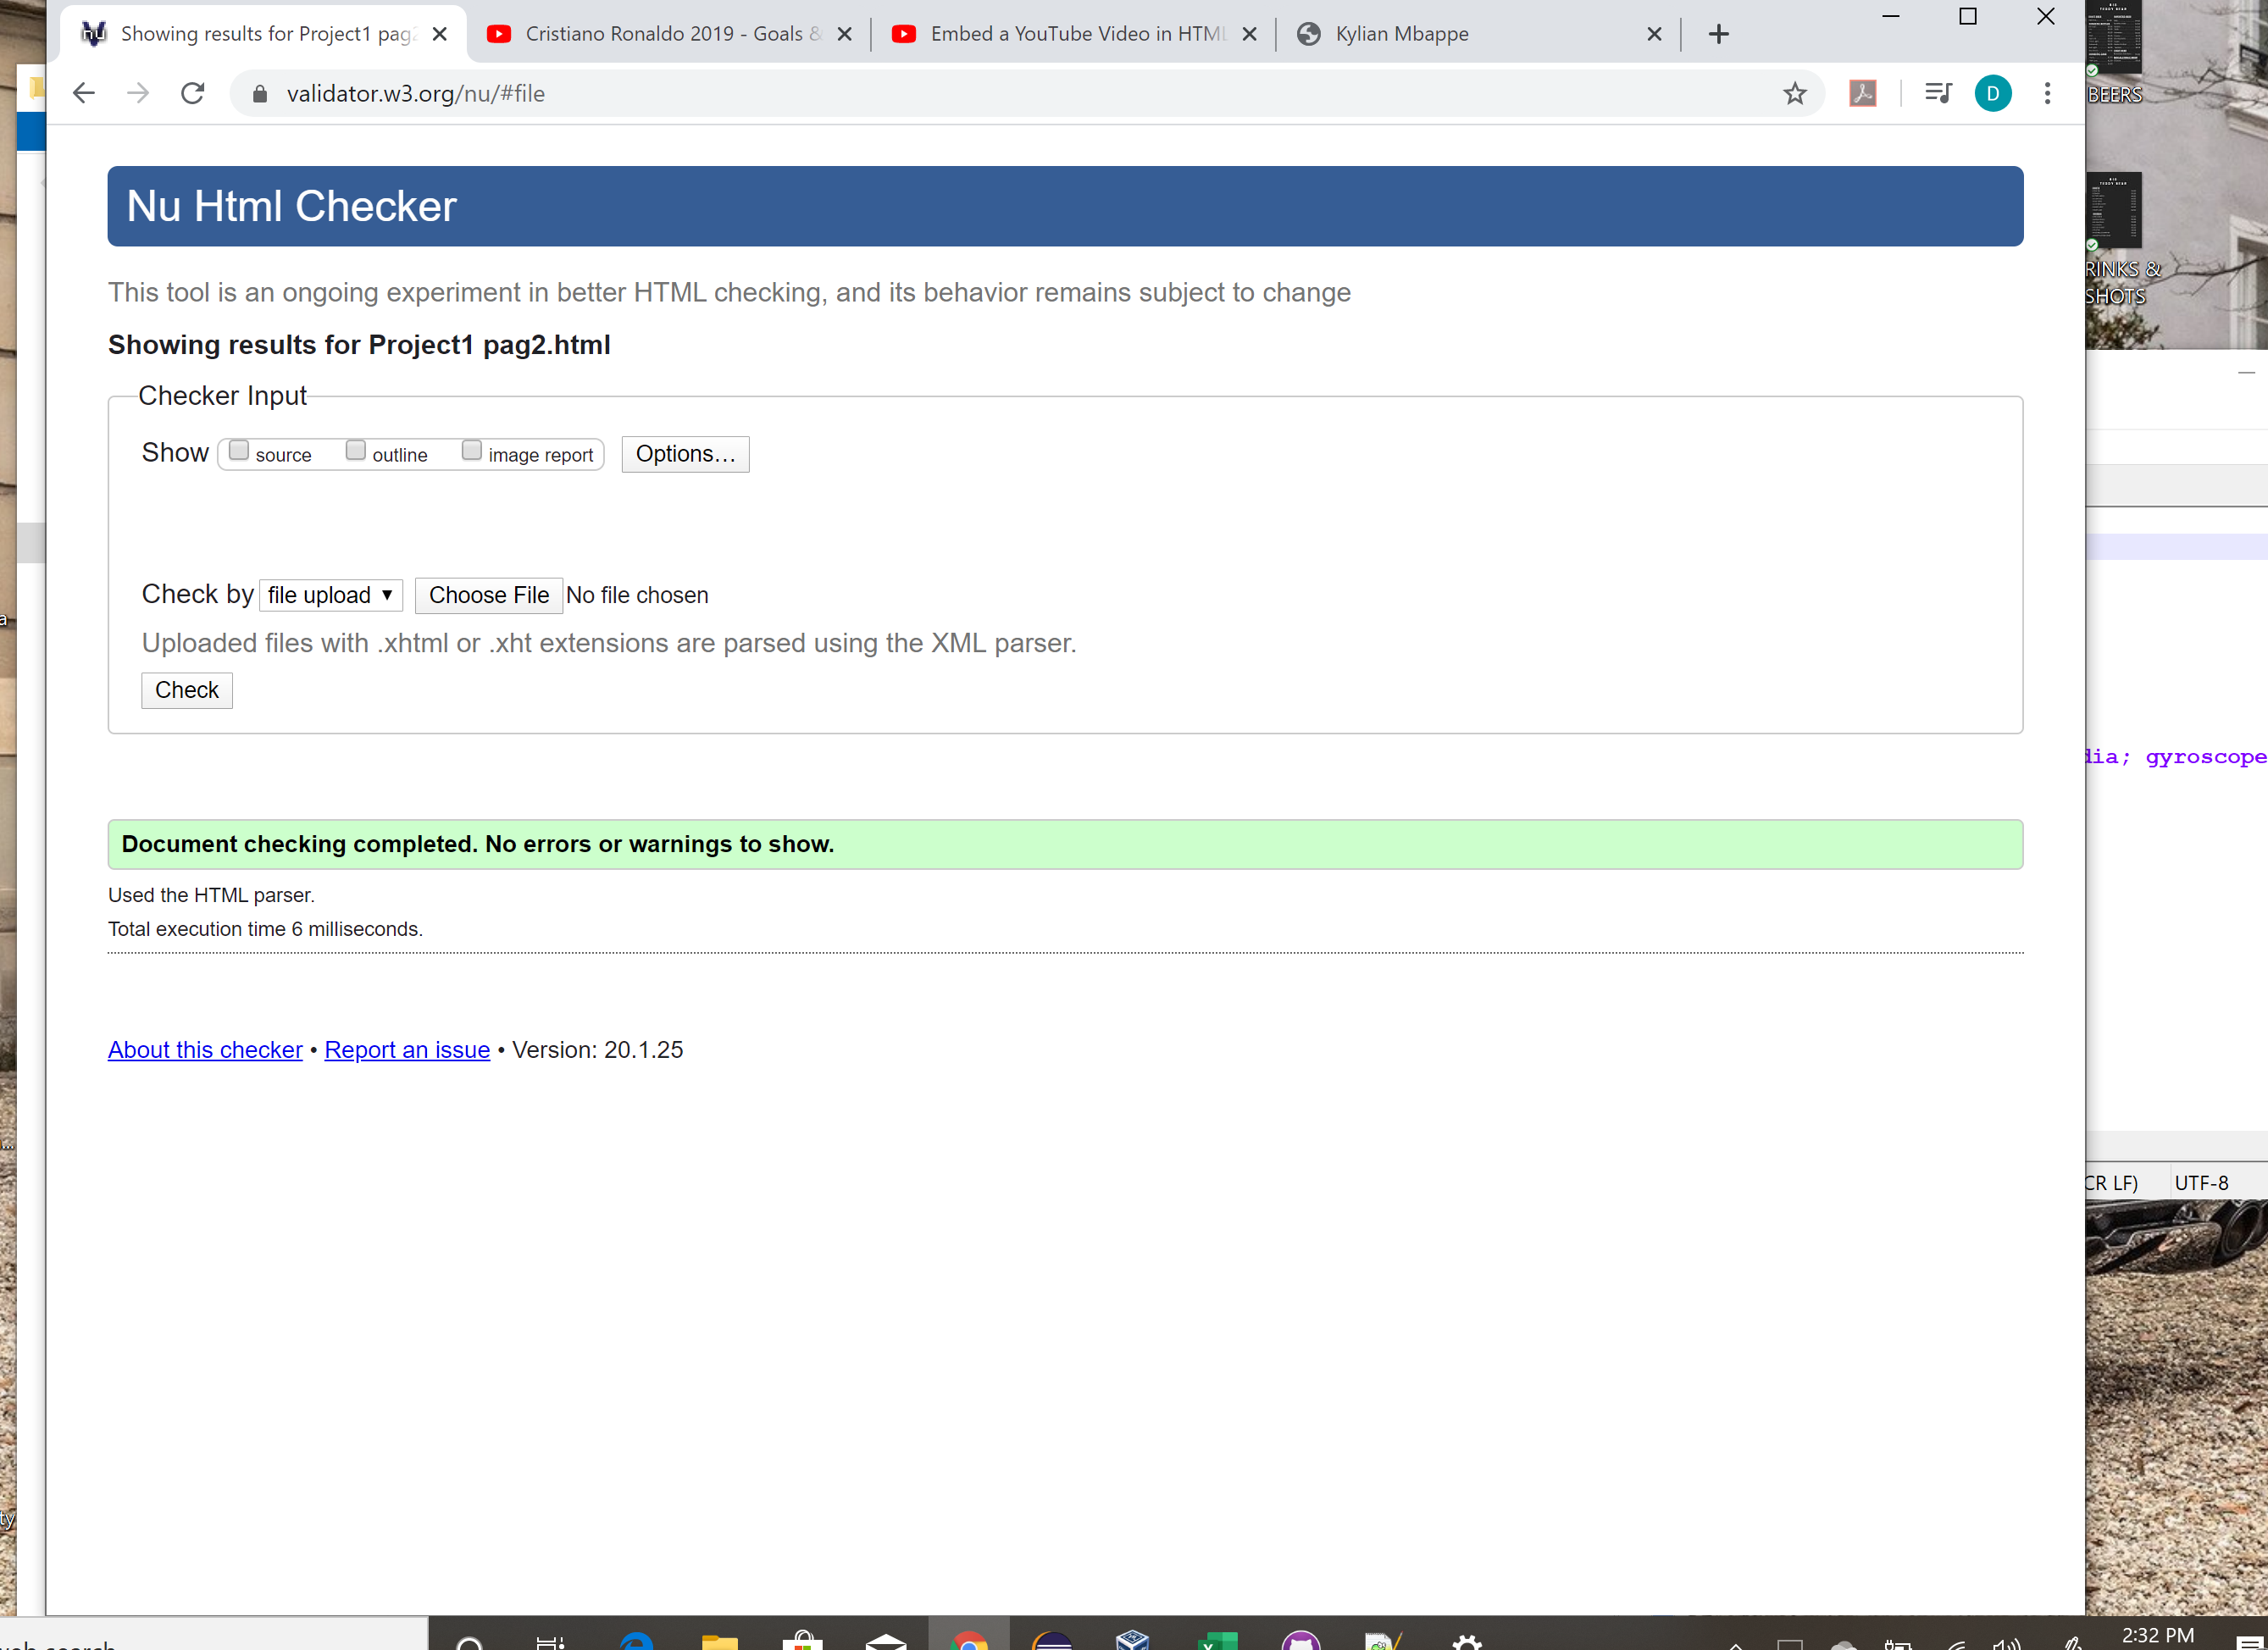 Showing results for Project1 pag2
Cristiano Ronaldo 2019 - Goals &
Embed a YouTube Video in HTML
Kylian Mbappe
validator.w3.org/nu/#file
D
BEERS
Nu Html Checker
RINKS &
SHOTS
This tool is an ongoing experiment in better HTML checking, and its behavior remains subject to change
Showing results for Project1 pag2.html
Checker Input
Show source outline image report Options...
Check by file upload Choose File No file chosen
Uploaded files with .xhtml or .xht extensions are parsed using the XML parser.
Check
dia; gyroscope
Document checking completed. No errors or warnings to show.
Used the HTML parser.
Total execution time 6 milliseconds.
About this checker • Report an issue • Version: 20.1.25
CR LF) UTF-8
2:32 PM